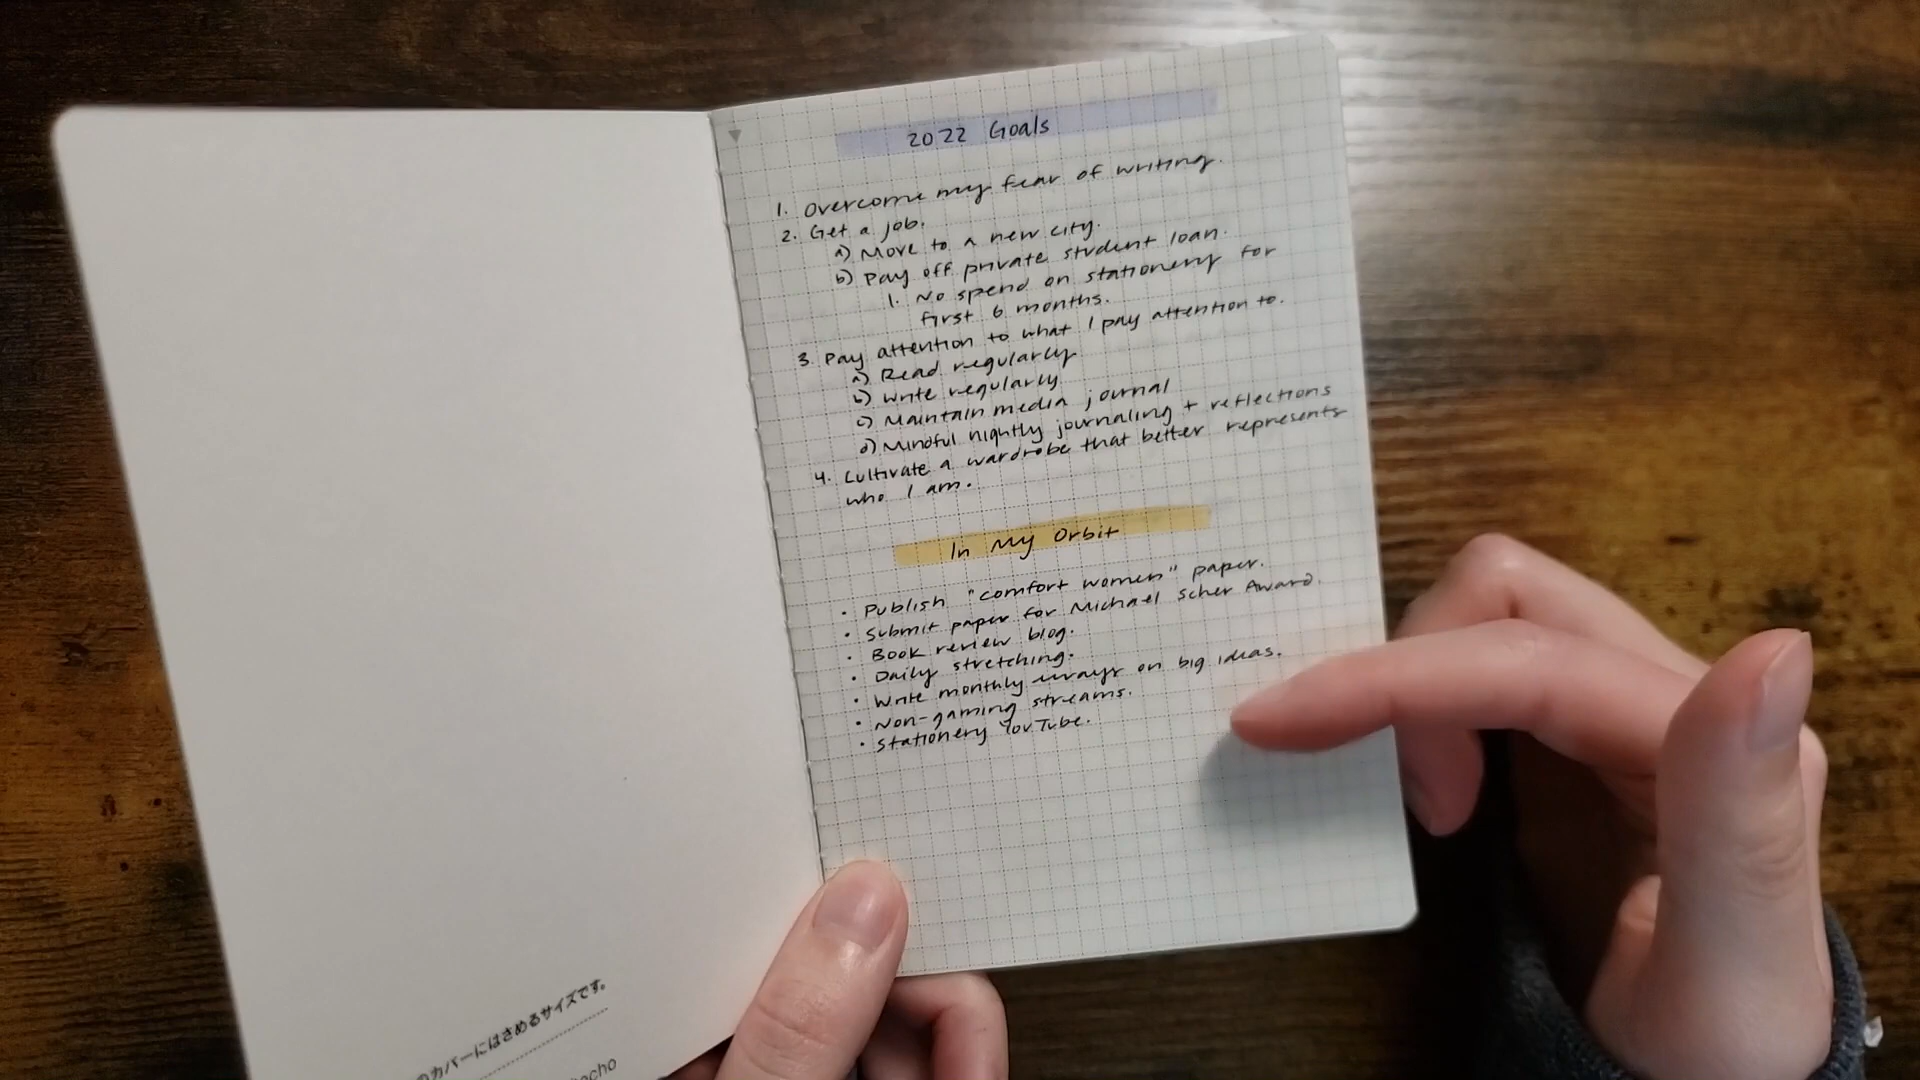 2022 Goals
1. Overcome my fear of writing.
2. Get a job.
a) Move to a new city.
b) Pay off private student loan.
1. No spend on stationery for
first 6 months.
3. Pay attention to what I pay attention to.
a) Read regularly
b) Write regularly
c) Maintain media journal
d) Mindful nightly journaling + reflections
4. Cultivate a wardrobe that better represents
who I am.
In My Orbit
• Publish "comfort women" paper.
• Submit paper for Michael Scher Award.
• Book review blog.
• Daily stretching.
• Write monthly essays on big ideas.
• Non-gaming streams.
• Stationery YouTube.
のカバーにはさめるサイズです。